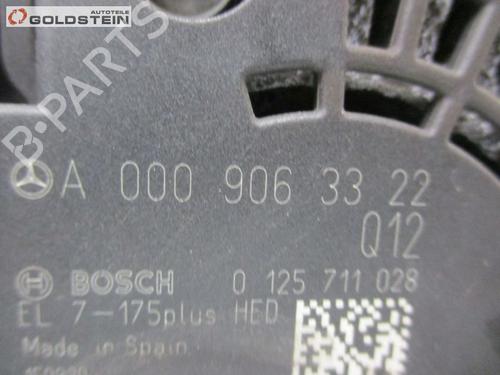 AUTOTEILE
GOLDSTEIN
B-PARTS
A 000 906 33 22
Q12
BOSCH 0 125 711 028
EL 7-175plus HED
Made in Spain